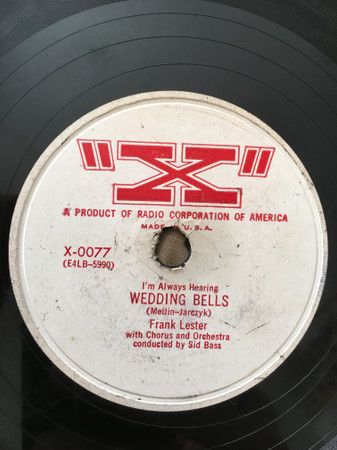 "X"
A PRODUCT OF RADIO CORPORATION OF AMERICA
MADE IN U.S.A.
X-0077
(E4LB-5990)
I'm Always Hearing
WEDDING BELLS
(Mellin-Jarczyk)
Frank Lester
with Chorus and Orchestra
conducted by Sid Bass